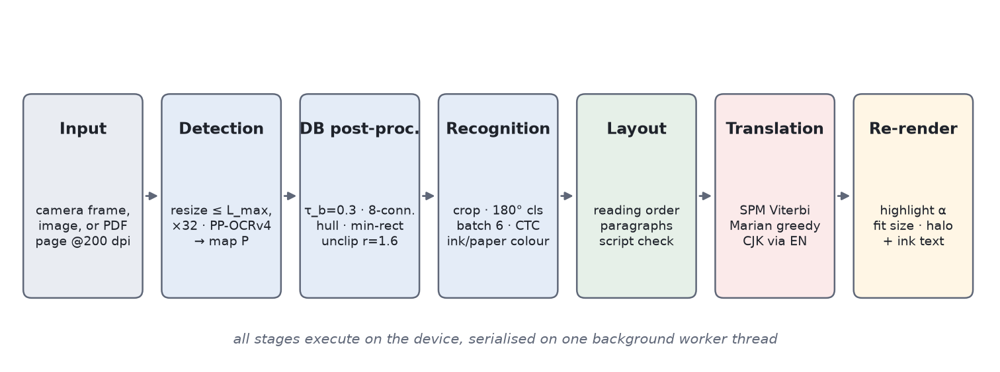 Input
camera frame,
image, or PDF
page @200 dpi
Detection
resize ≤ L_max,
×32 · PP-OCRv4
→ map P
DB post-proc.
τ_b=0.3 · 8-conn.
hull · min-rect
unclip r=1.6
Recognition
crop · 180° cls
batch 6 · CTC
ink/paper colour
Layout
reading order
paragraphs
script check
Translation
SPM Viterbi
Marian greedy
CJK via EN
Re-render
highlight α
fit size · halo
+ ink text
all stages execute on the device, serialised on one background worker thread